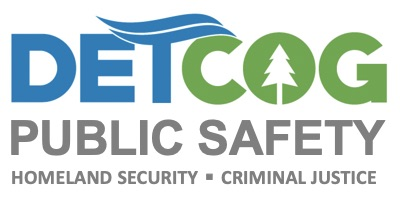 DETCOG
PUBLIC SAFETY
HOMELAND SECURITY ▪ CRIMINAL JUSTICE